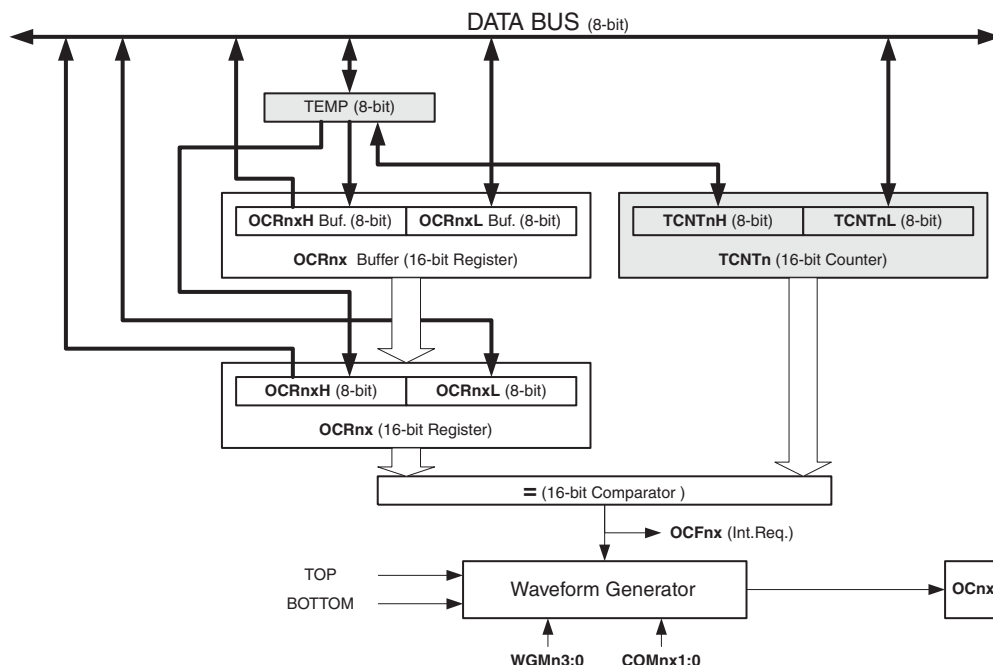 DATA BUS (8-bit)
TEMP (8-bit)
OCRnxH Buf. (8-bit) OCRnxL Buf. (8-bit)
OCRnx Buffer (16-bit Register)
TCNTnH (8-bit) TCNTnL (8-bit)
TCNTn (16-bit Counter)
OCRnxH (8-bit) OCRnxL (8-bit)
OCRnx (16-bit Register)
= (16-bit Comparator )
OCFnx (Int.Req.)
TOP
BOTTOM
Waveform Generator
OCnx
WGMn3:0 COMnx1:0